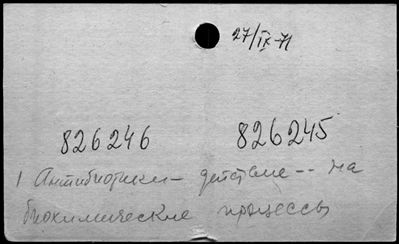 27/IX-71
826246 826245
1 Антибиотики — действие -- на
биохимические процессы